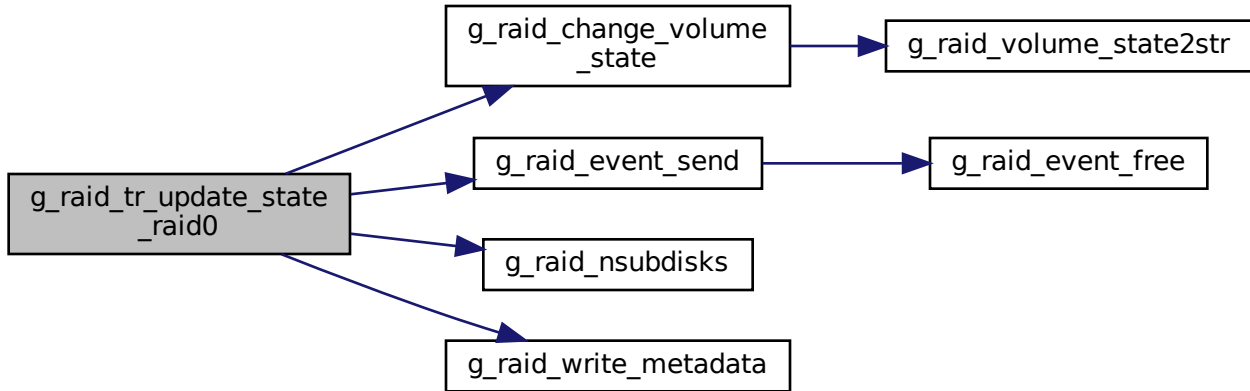 g_raid_tr_update_state
_raid0
g_raid_change_volume
_state
g_raid_volume_state2str
g_raid_event_send
g_raid_event_free
g_raid_nsubdisks
g_raid_write_metadata